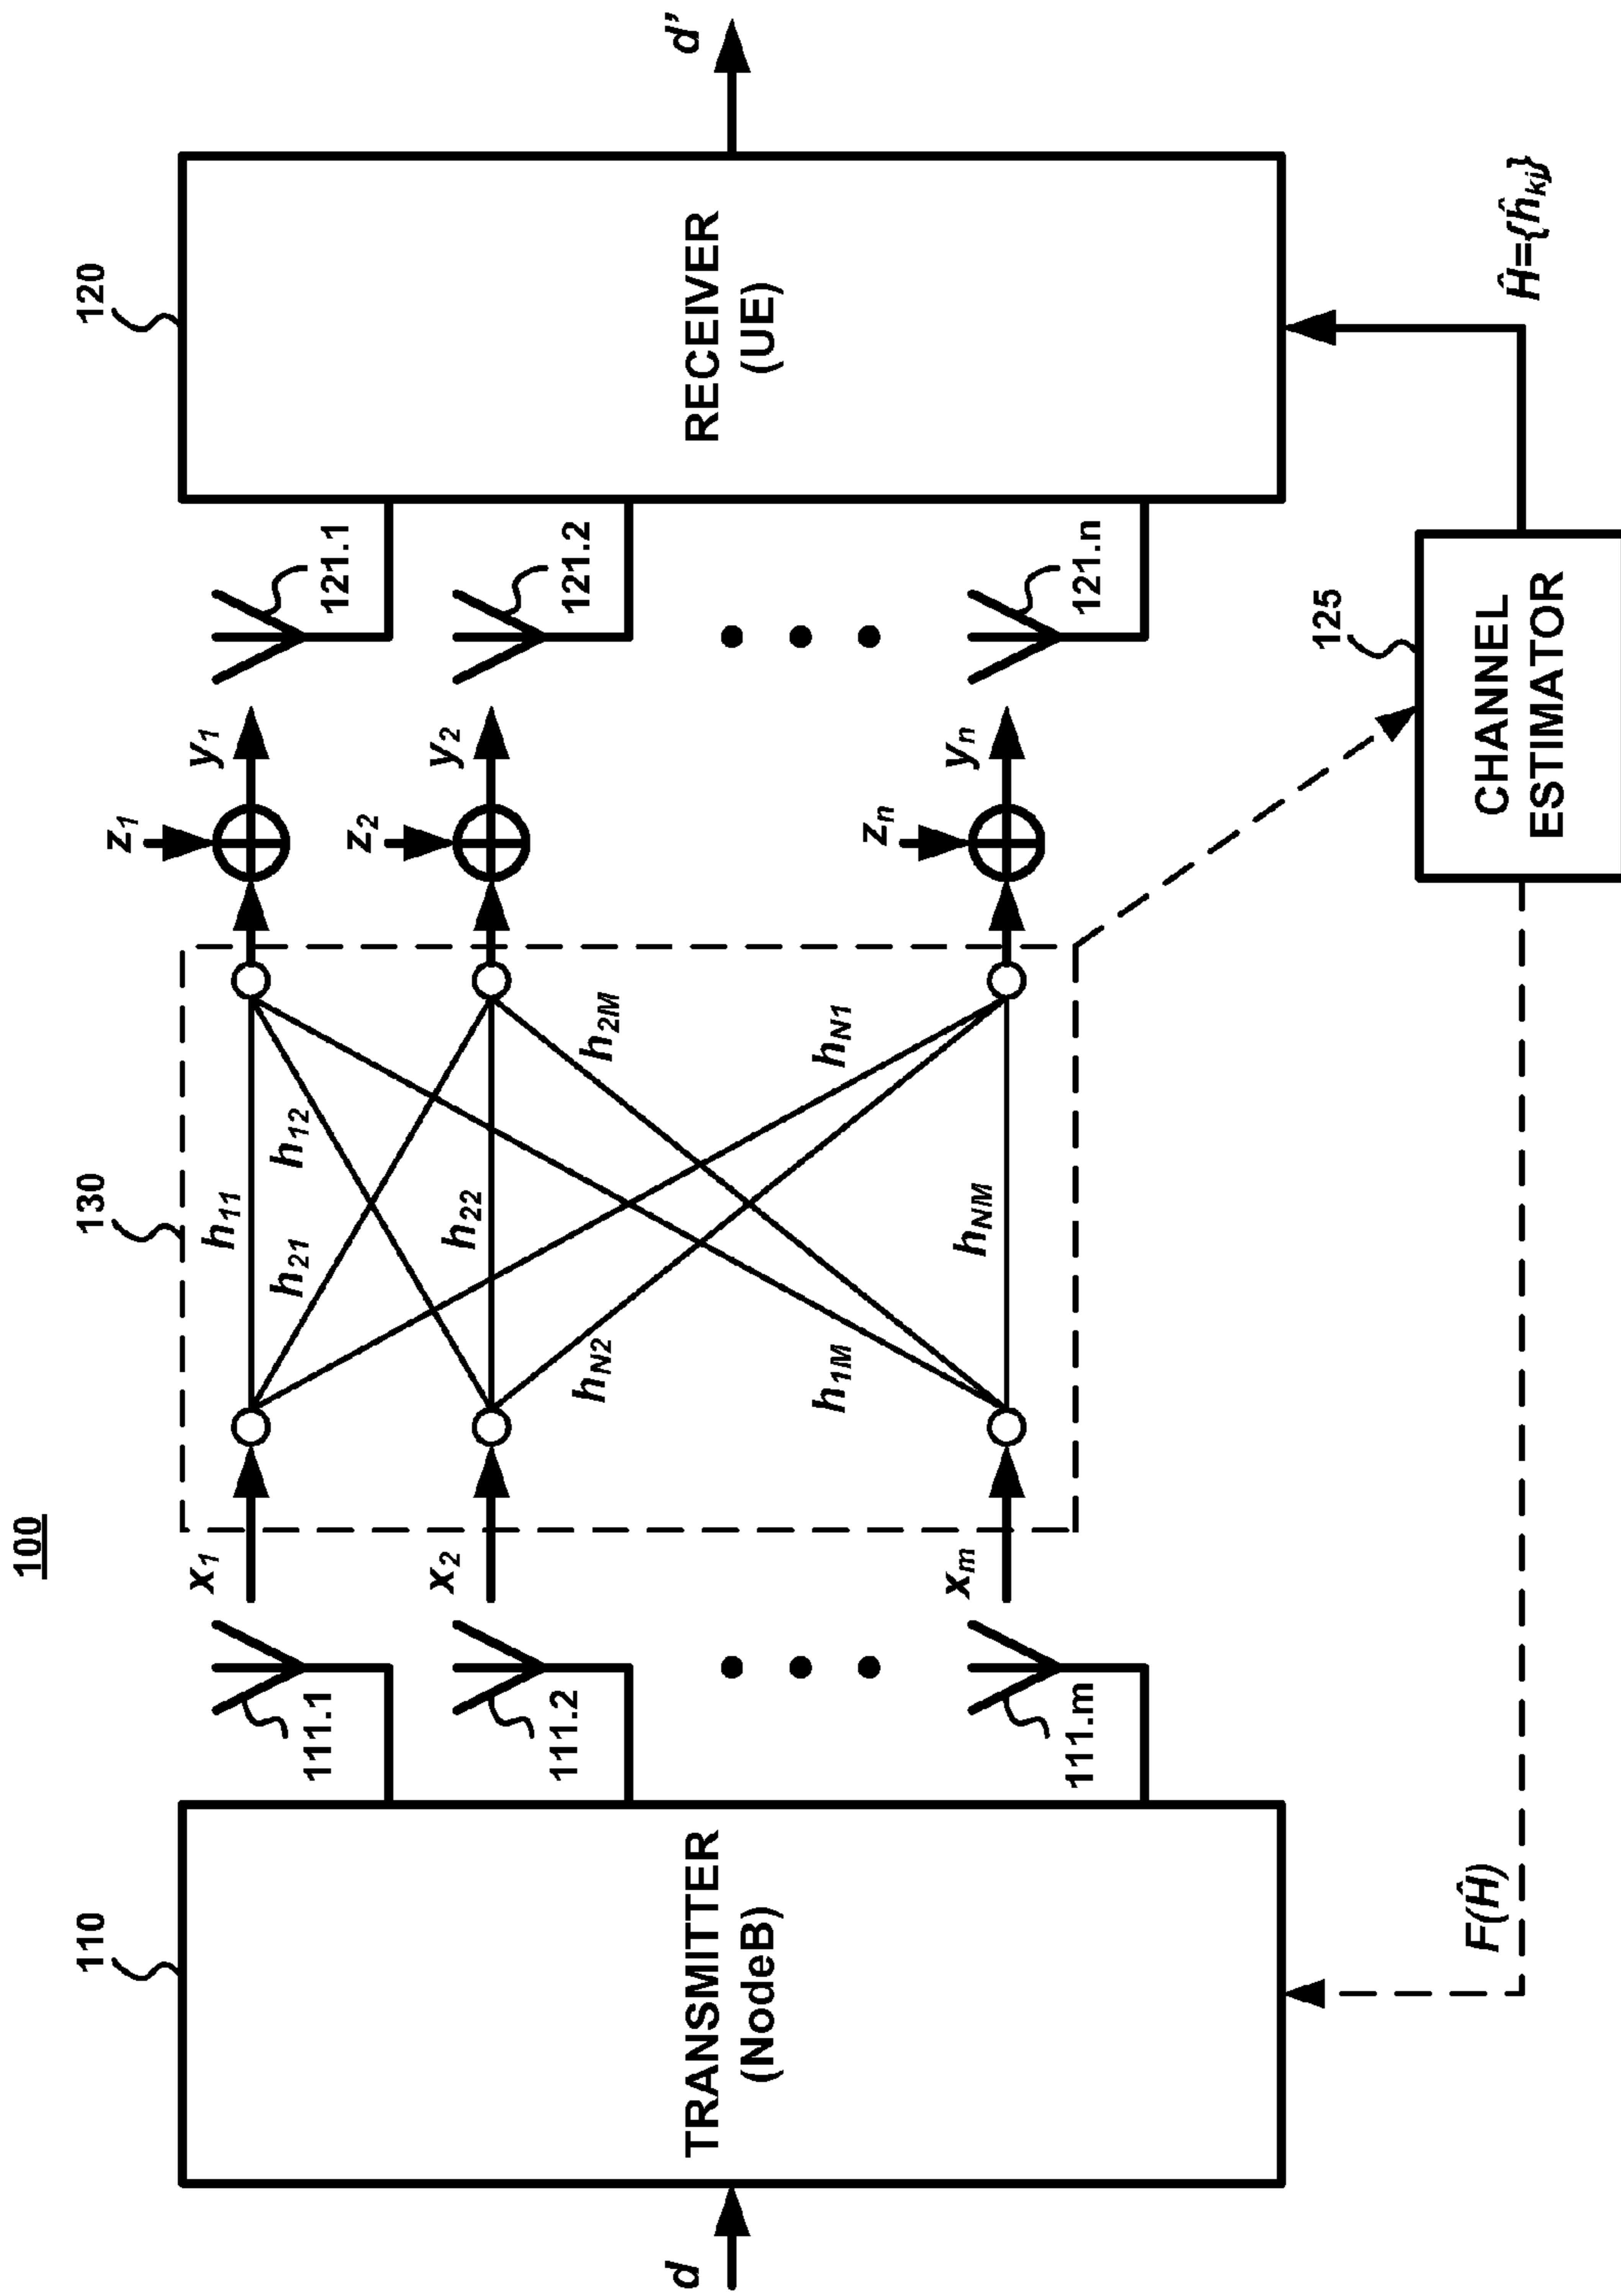 100
110
TRANSMITTER
(NodeB)
d
111.1
111.2
111.m
x1
x2
xm
130
h11
h12
h21
h22
h2M
hN2
hN1
h1M
hNM
z1
z2
zn
y1
y2
yn
121.1
121.2
121.n
120
RECEIVER
(UE)
d'
125
CHANNEL
ESTIMATOR
F(Ĥ)
Ĥ={ĥkj}